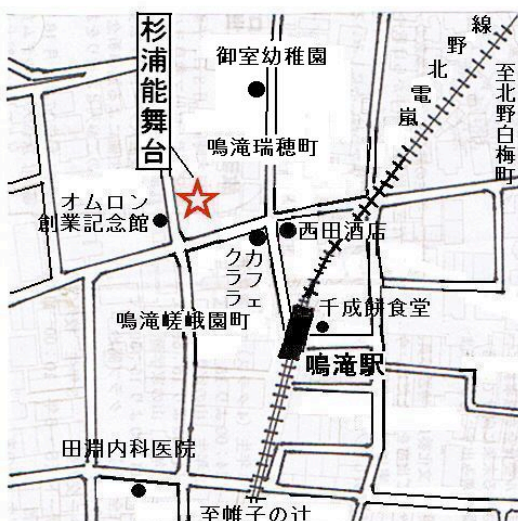 杉浦能舞台
御室幼稚園
嵐電北野線
至北野白梅町
鳴滝瑞穂町
オムロン
創業記念館
西田酒店
カフェ
クララ
千成餅食堂
鳴滝嵯峨園町
鳴滝駅
田淵内科医院
至帷子の辻